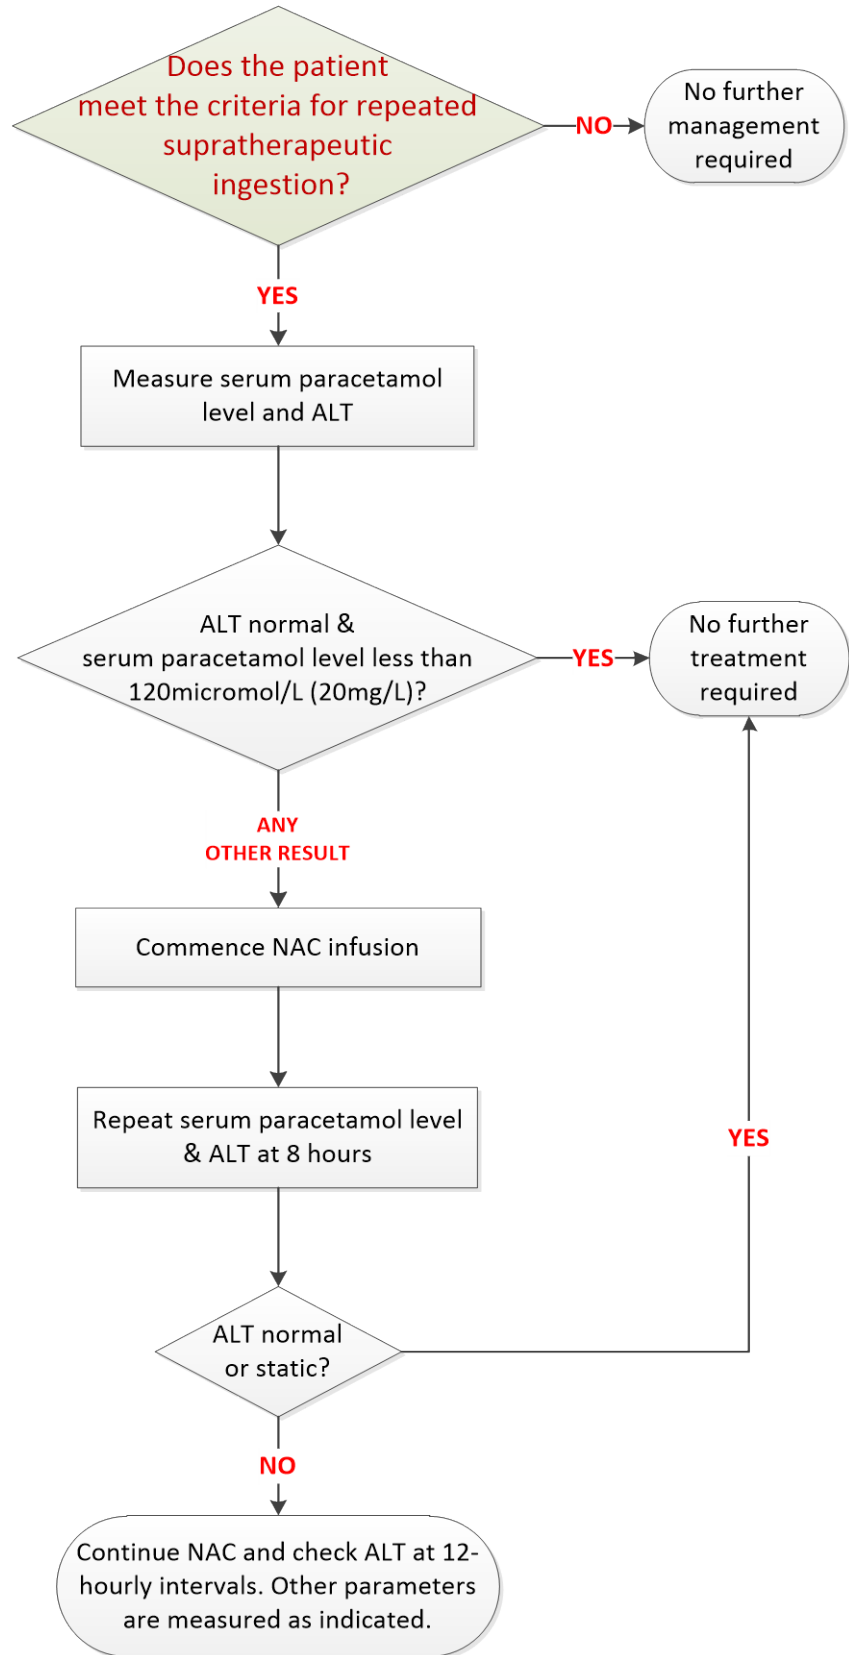 Does the patient
meet the criteria for repeated
supratherapeutic
ingestion?
NO
No further
management
required
YES
Measure serum paracetamol
level and ALT
ALT normal &
serum paracetamol level less than
120micromol/L (20mg/L)?
YES
No further
treatment
required
ANY
OTHER RESULT
Commence NAC infusion
Repeat serum paracetamol level
& ALT at 8 hours
YES
ALT normal
or static?
NO
Continue NAC and check ALT at 12-
hourly intervals. Other parameters
are measured as indicated.